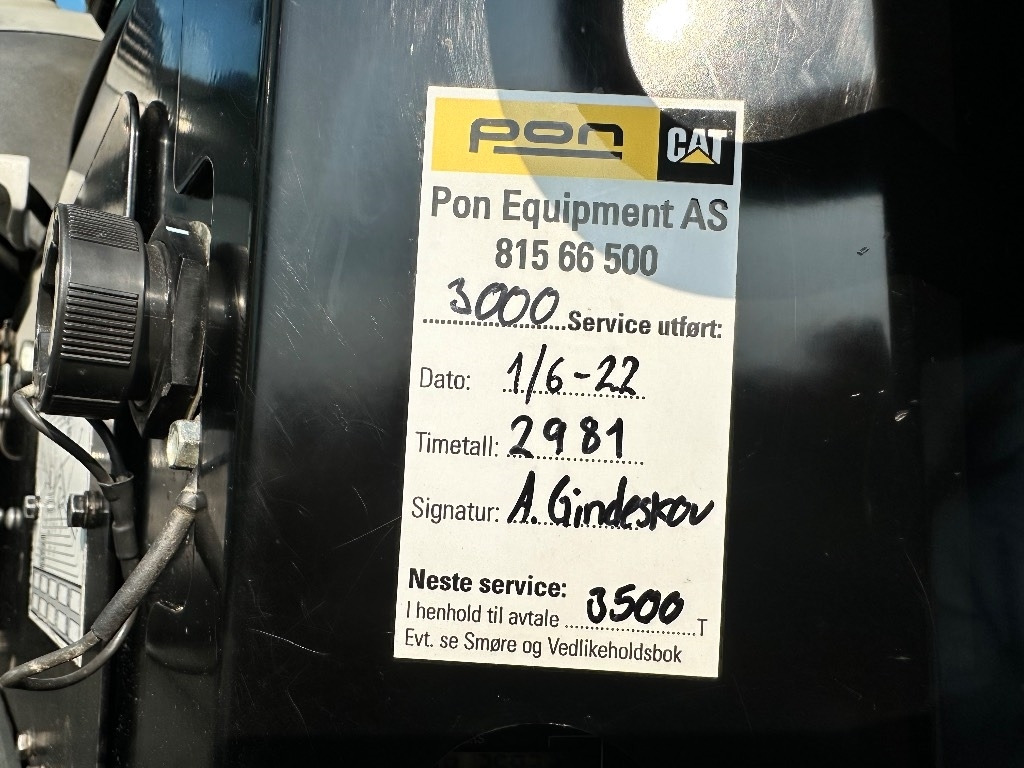 pon CAT
Pon Equipment AS
815 66 500
3000 Service utført:
Dato: 1/6-22
Timetall: 2981
Signatur: A. Gindeskov
Neste service:
I henhold til avtale 3500 T
Evt. se Smøre og Vedlikeholdsbok